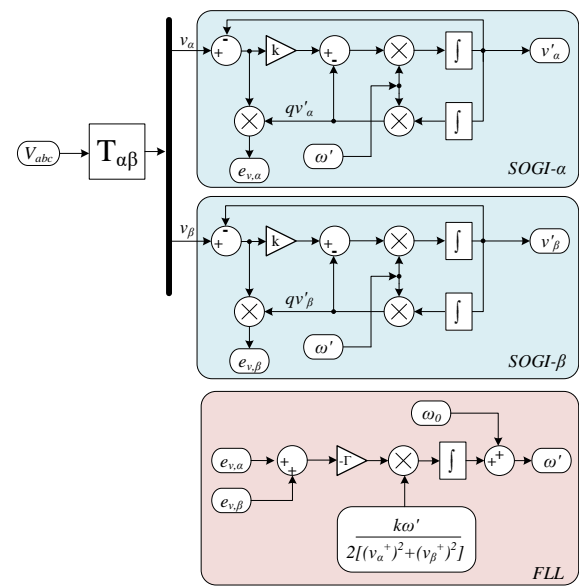 v_α
+
-
k
+
-
×
∫
v'_α
V_abc
T_αβ
×
qv'_α
×
∫
e_v,α
ω'
SOGI-α
v_β
+
-
k
+
-
×
∫
v'_β
×
qv'_β
×
∫
e_v,β
ω'
SOGI-β
ω_0
e_v,α
+
+
-Γ
×
∫
+
+
ω'
e_v,β
kω'
2[(v_α^+)^2+(v_β^+)^2]
FLL